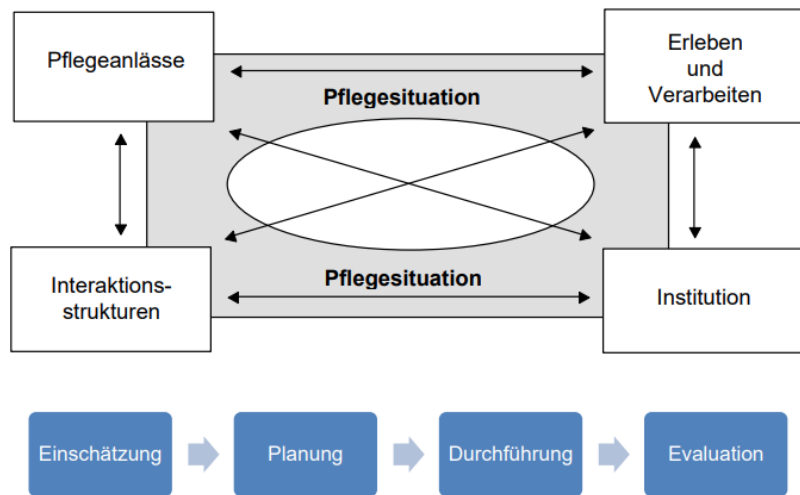 Pflegeanlässe
Erleben
und
Verarbeiten
Pflegesituation
Interaktions-
strukturen
Pflegesituation
Institution
Einschätzung
Planung
Durchführung
Evaluation